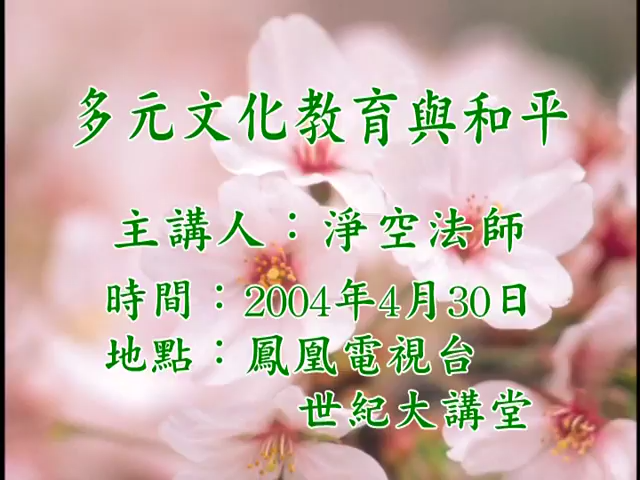 多元文化教育與和平
主講人：淨空法師
時間：2004年4月30日
地點：鳳凰電視台
世紀大講堂